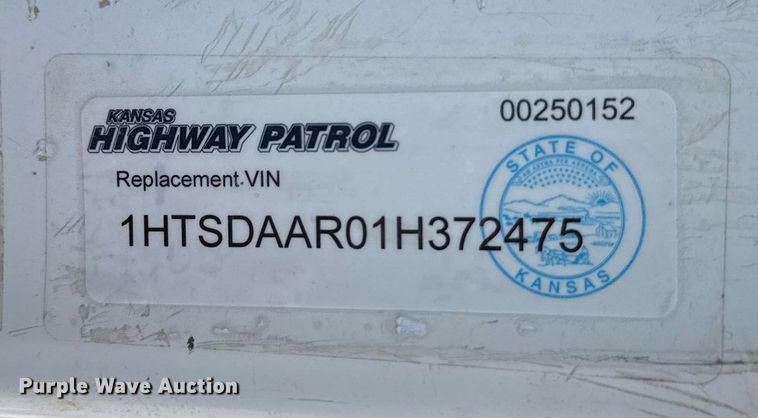 KANSAS
HIGHWAY PATROL
00250152
Replacement VIN
1HTSDAAR01H372475
STATE OF
KANSAS
Purple Wave Auction